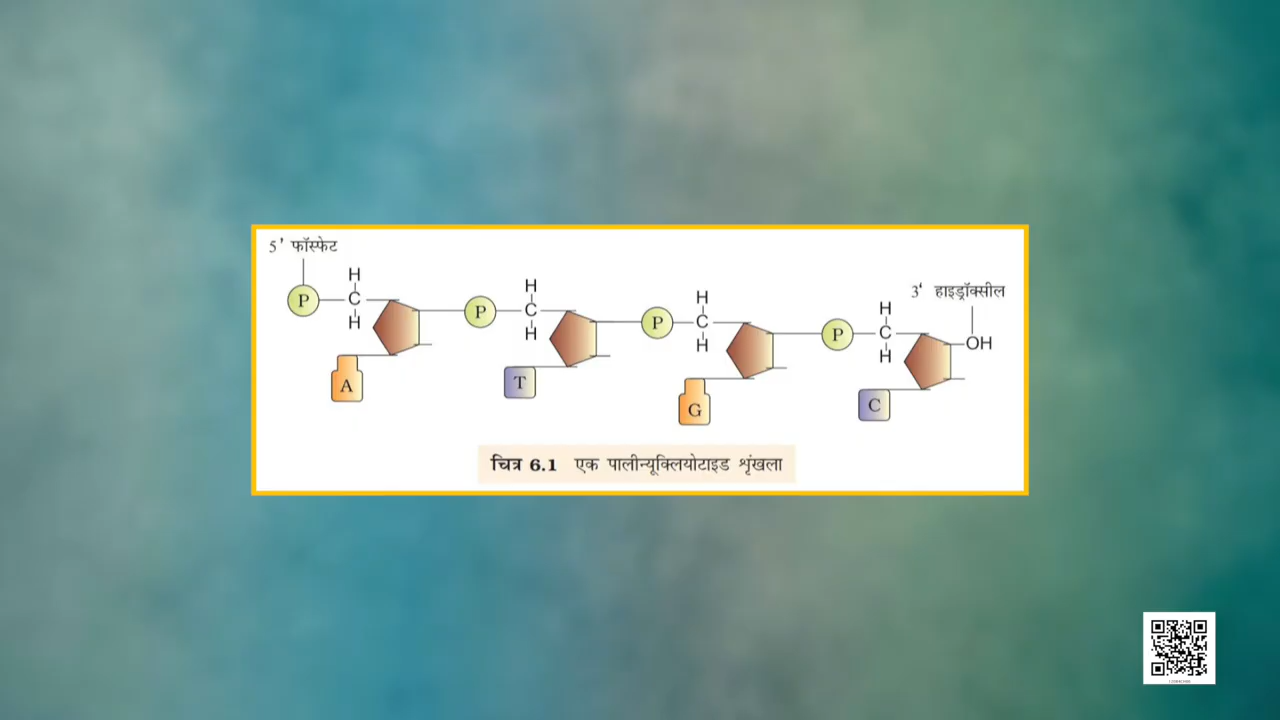 5' फॉस्फेट
3' हाइड्रॉक्सील
H H H H
P C P C P C P C OH
H H H H
A T G C
चित्र 6.1 एक पालीन्यूक्लियोटाइड शृंखला